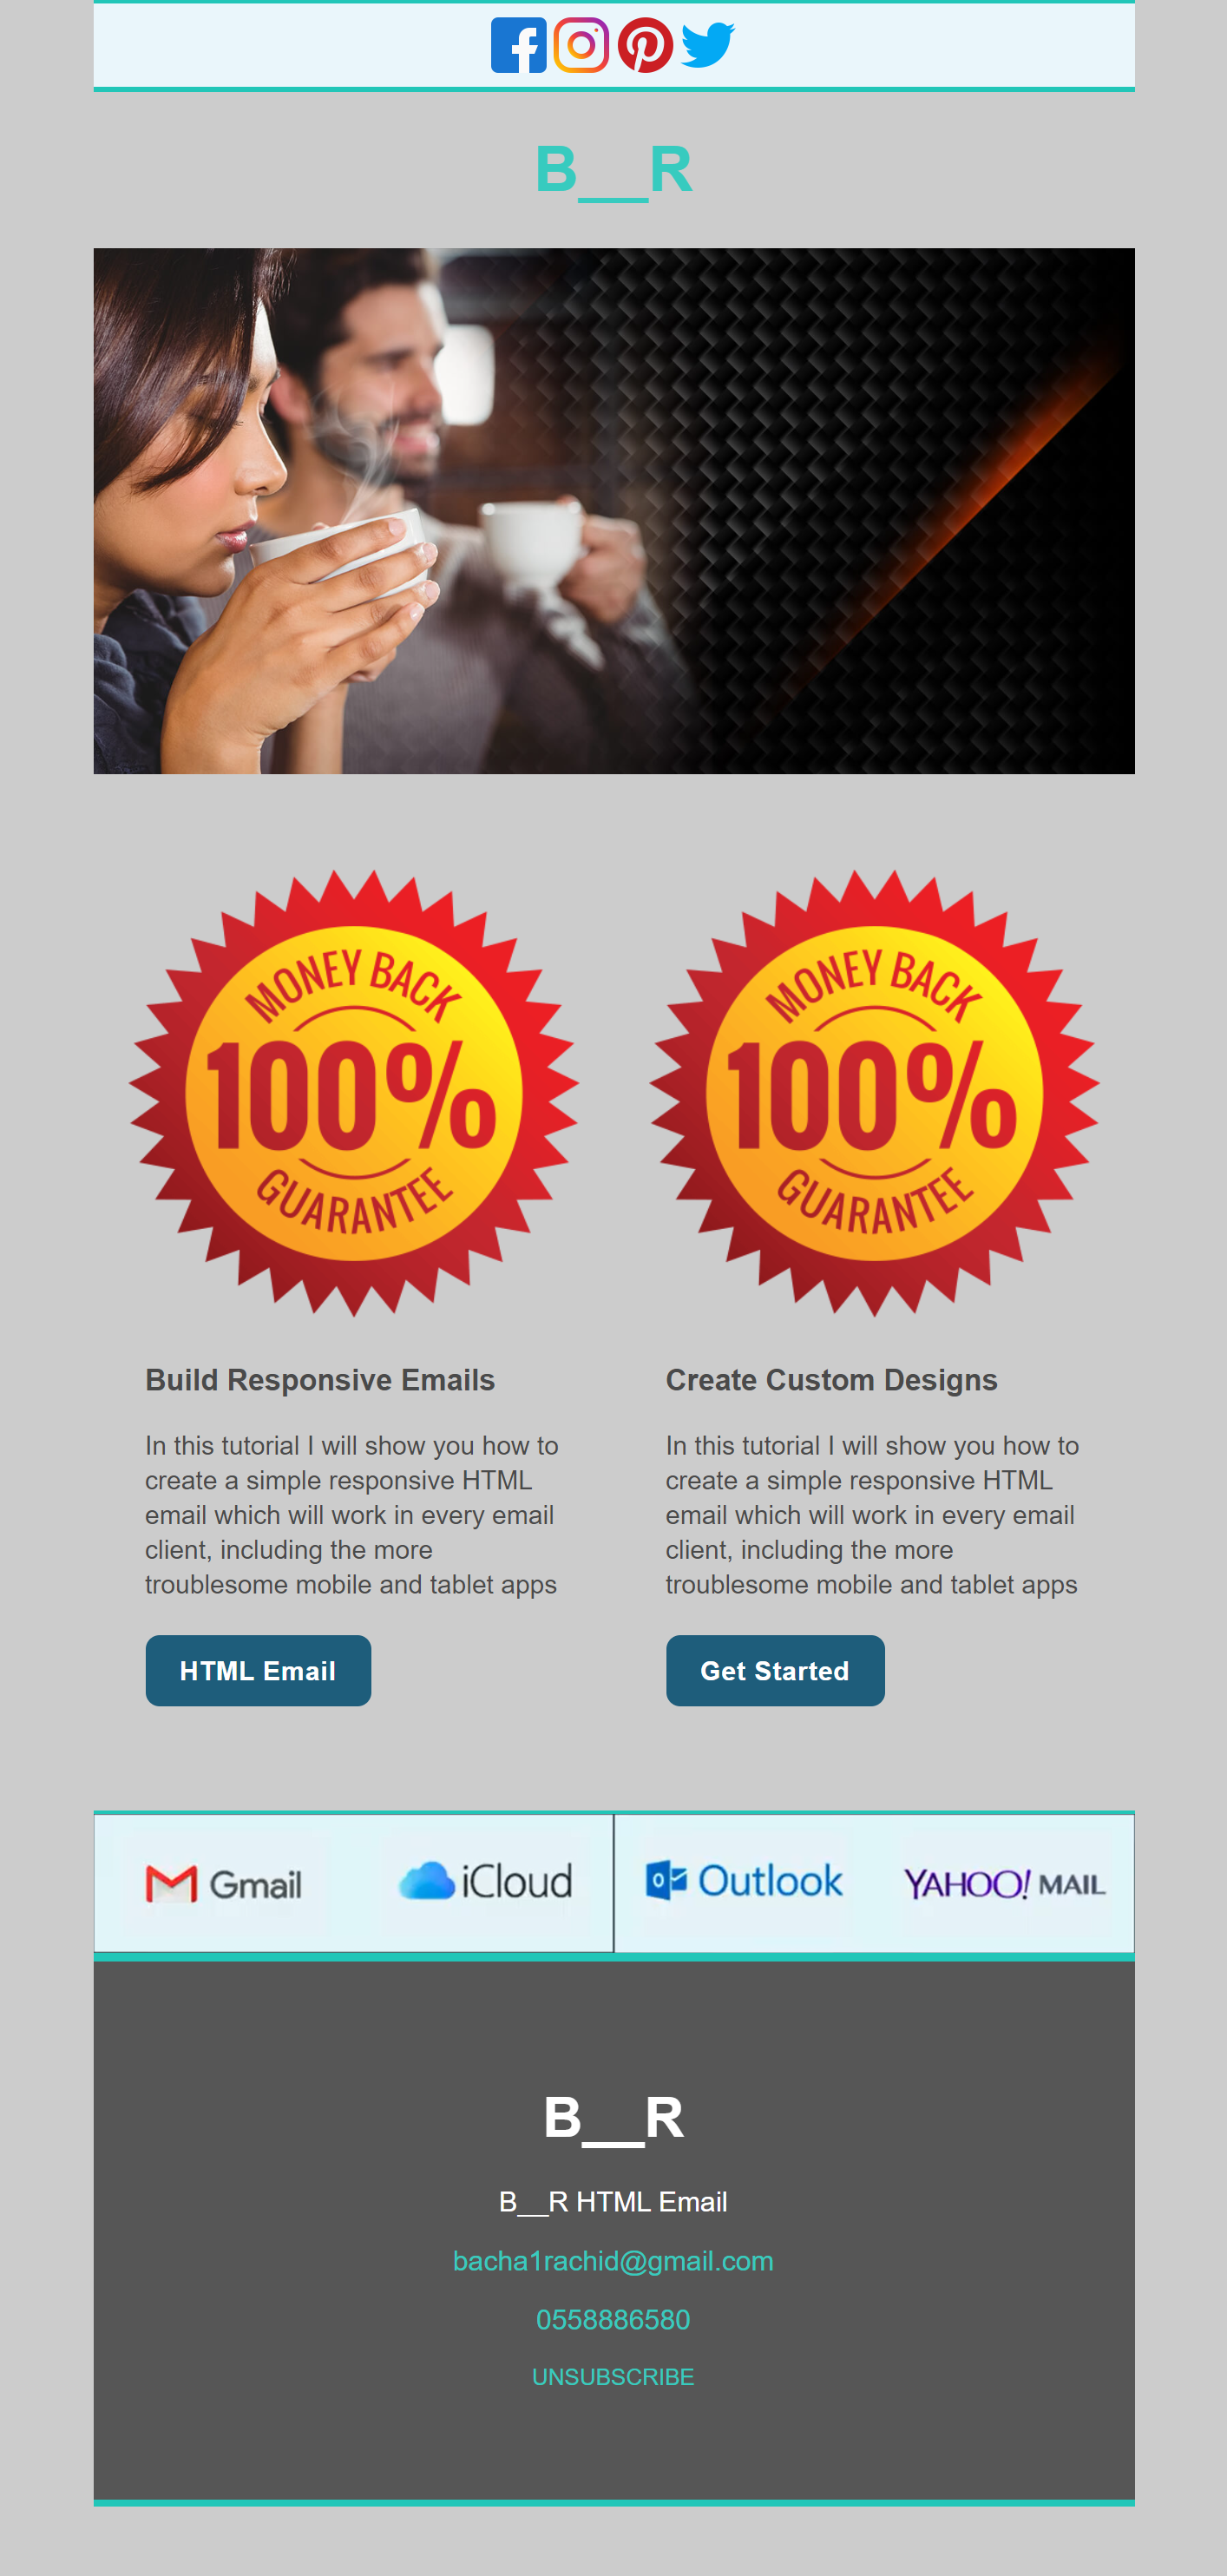 B__R
MONEY BACK
100%
GUARANTEE
MONEY BACK
100%
GUARANTEE
Build Responsive Emails
In this tutorial I will show you how to
create a simple responsive HTML
email which will work in every email
client, including the more
troublesome mobile and tablet apps
HTML Email
Create Custom Designs
In this tutorial I will show you how to
create a simple responsive HTML
email which will work in every email
client, including the more
troublesome mobile and tablet apps
Get Started
Gmail iCloud Outlook YAHOO! MAIL
B__R
B__R HTML Email
bacha1rachid@gmail.com
0558886580
UNSUBSCRIBE